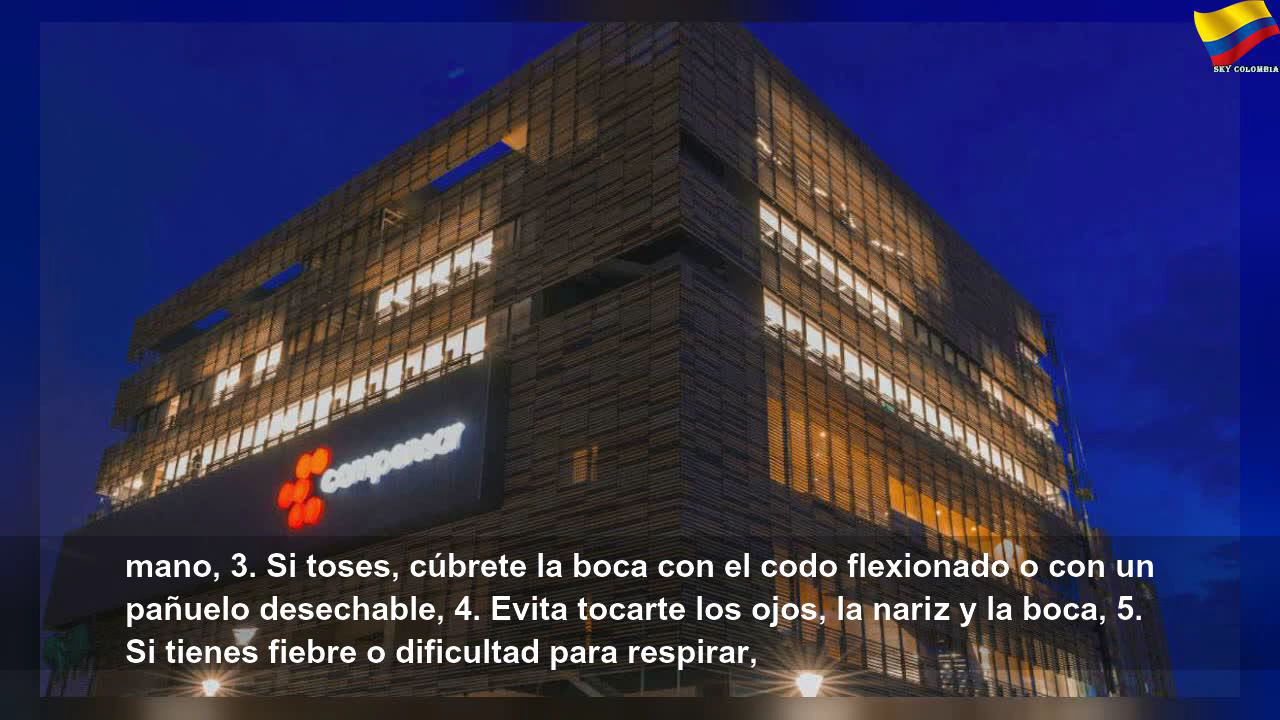 SKY COLOMBIA
compensar
mano, 3. Si toses, cúbrete la boca con el codo flexionado o con un
pañuelo desechable, 4. Evita tocarte los ojos, la nariz y la boca, 5.
Si tienes fiebre o dificultad para respirar,